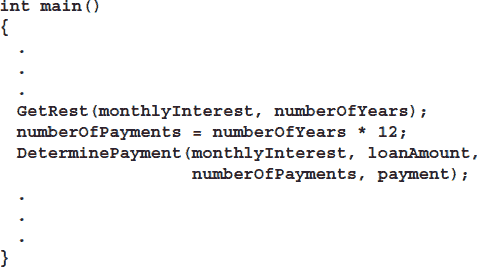 int main()
{
.
.
.
GetRest(monthlyInterest, numberOfYears);
numberOfPayments = numberOfYears * 12;
DeterminePayment(monthlyInterest, loanAmount,
numberOfPayments, payment);
.
.
.
}